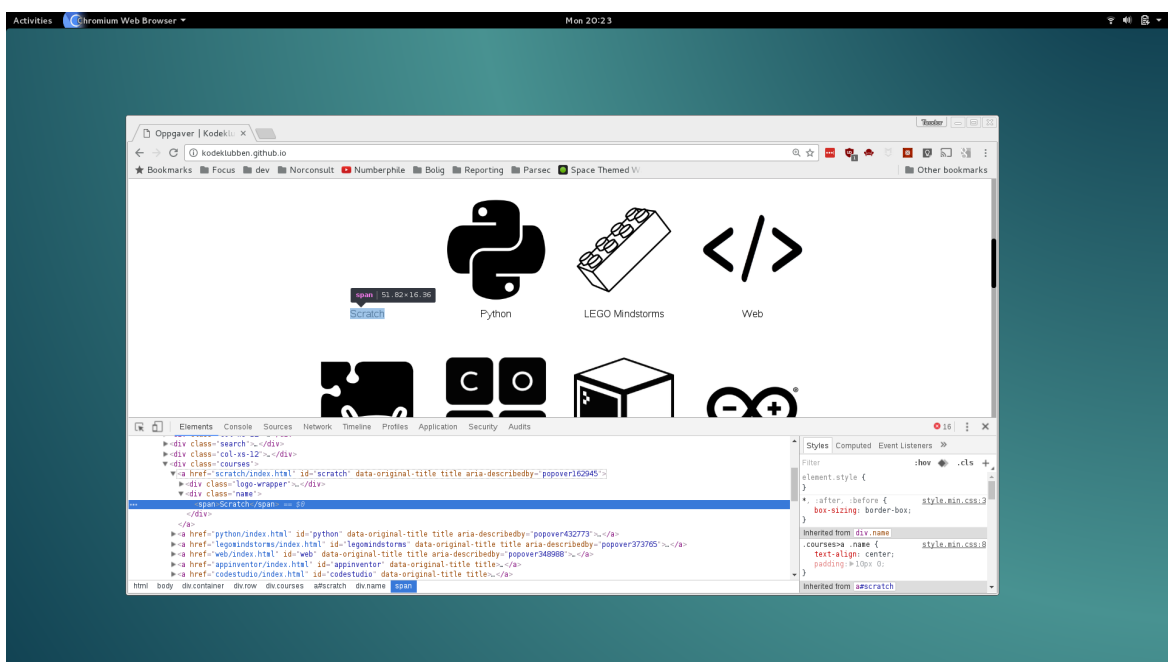 Activities Chromium Web Browser Mon 20:23
Oppgaver | Kodeklu
kodeklubben.github.io
Bookmarks Focus dev Norconsult Numberphile Bolig Reporting Parsec Space Themed W Other bookmarks
span 51.82×16.36
Scratch Python LEGO Mindstorms Web
C O
Elements Console Sources Network Timeline Profiles Application Security Audits 16
<div class="search">…</div>
<div class="col-xs-12">…</div>
<div class="courses">
<a href="scratch/index.html" id="scratch" data-original-title title aria-describedby="popover162945">
<div class="logo-wrapper">…</div>
<div class="name">
<span>Scratch</span> == $0
</div>
</a>
<a href="python/index.html" id="python" data-original-title title aria-describedby="popover432773">…</a>
<a href="legomindstorms/index.html" id="legomindstorms" data-original-title title aria-describedby="popover373765">…</a>
<a href="web/index.html" id="web" data-original-title title aria-describedby="popover348988">…</a>
<a href="appinventor/index.html" id="appinventor" data-original-title title>…</a>
<a href="codestudio/index.html" id="codestudio" data-original-title title>…</a>
html body div.container div.row div.courses a#scratch div.name span
Styles Computed Event Listeners »
Filter :hov .cls +
element.style {
}
*, :after, :before { style.min.css:3
box-sizing: border-box;
}
Inherited from div.name
.courses>a .name { style.min.css:8
text-align: center;
padding: 10px 0;
}
Inherited from a#scratch